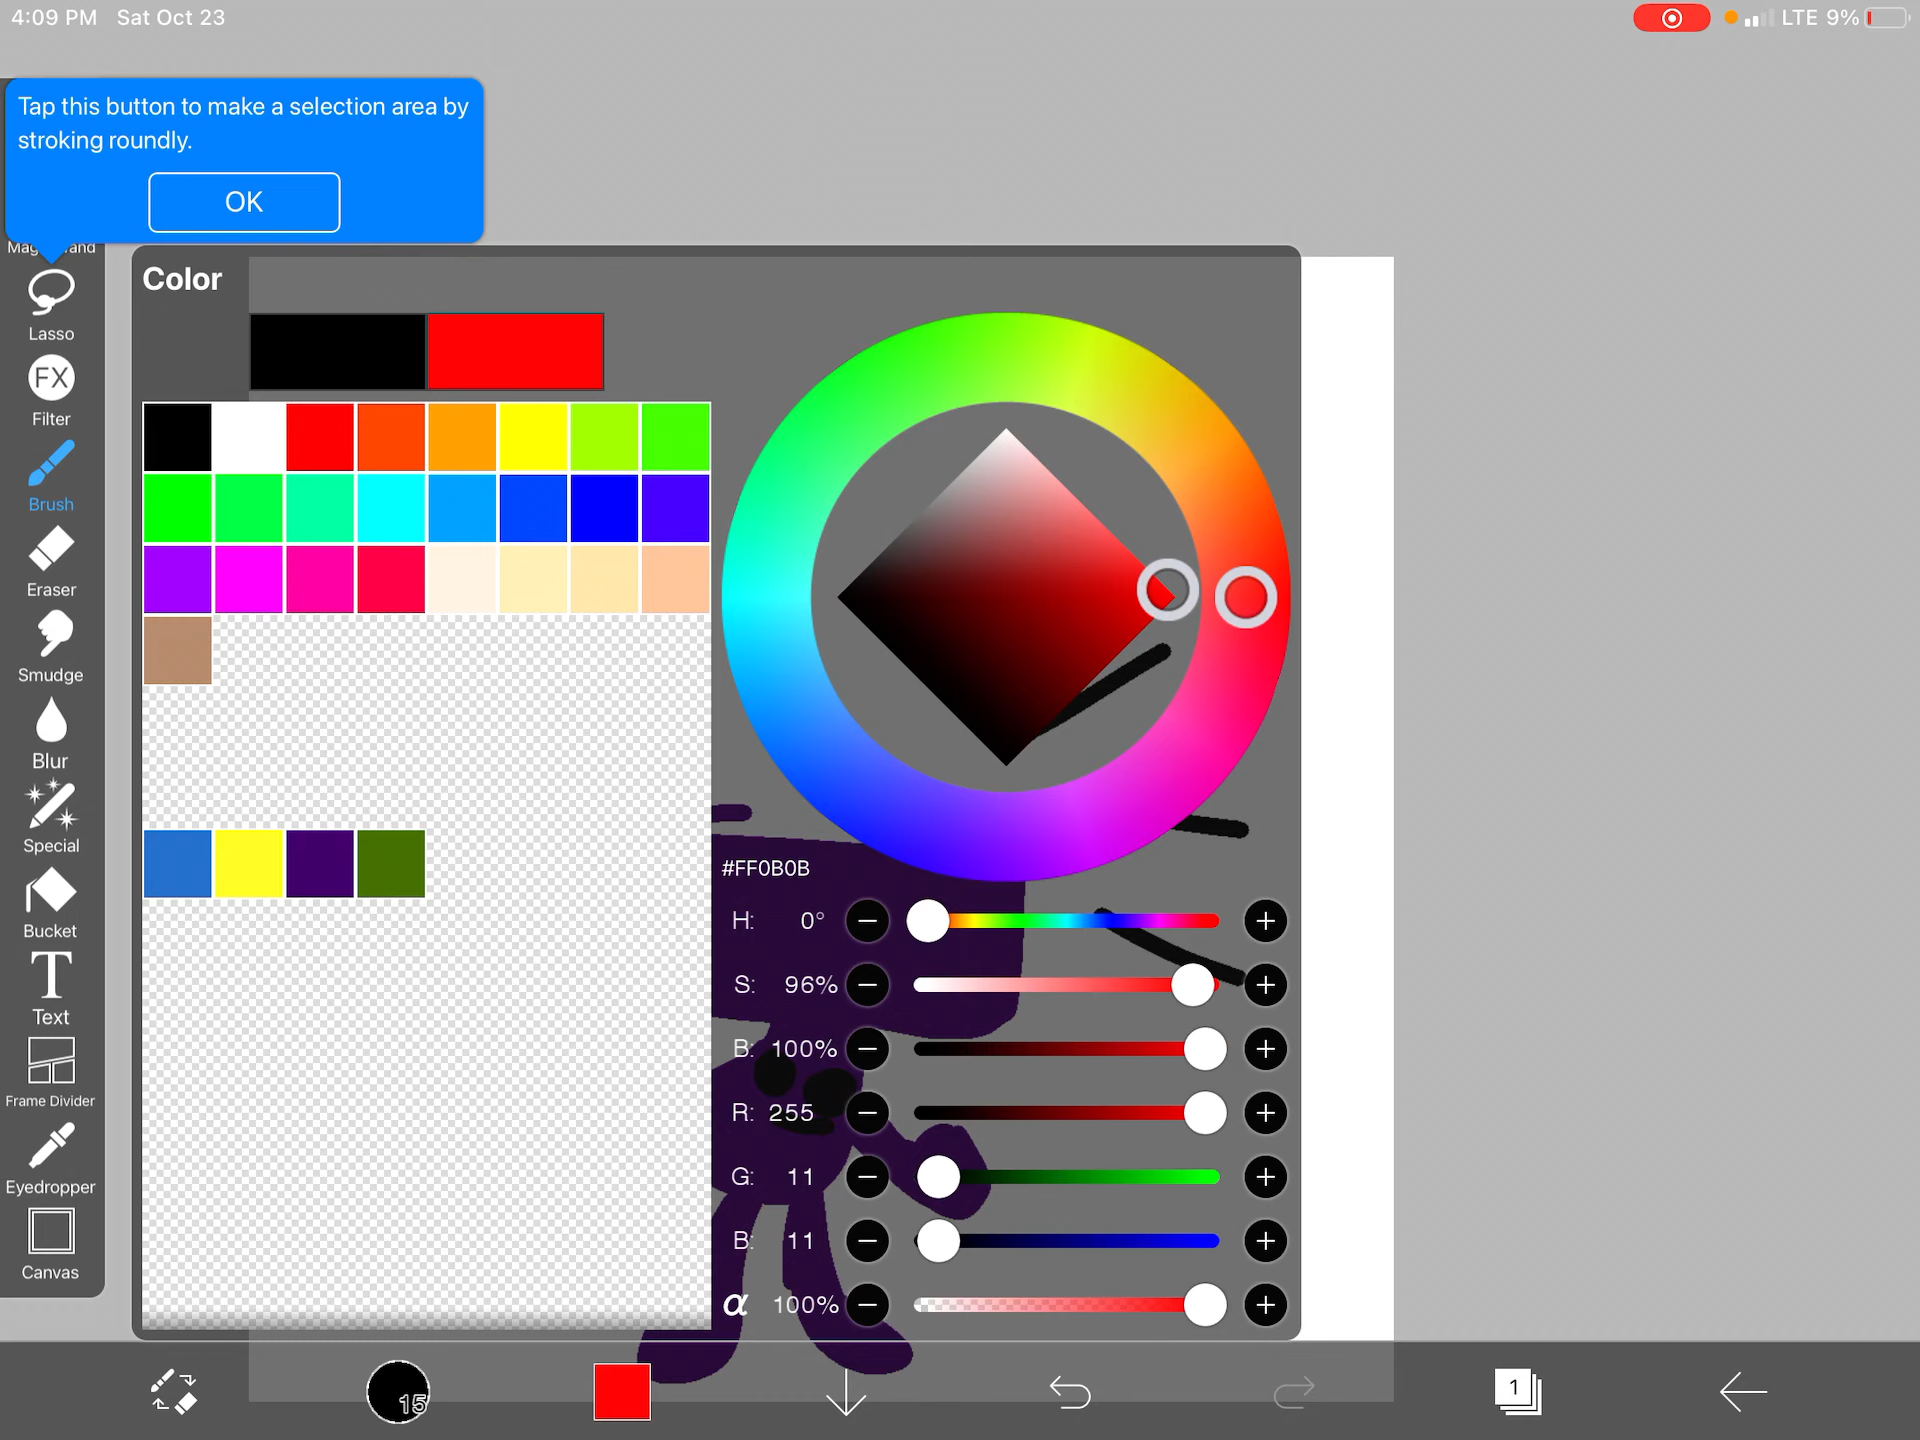 4:09 PM Sat Oct 23
LTE 9%
Tap this button to make a selection area by
stroking roundly.
OK
Lasso
FX
Filter
Brush
Eraser
Smudge
Blur
Special
Bucket
T
Text
Frame Divider
Eyedropper
Canvas
Color
#FF0B0B
H: 0°
S: 96%
B: 100%
R: 255
G: 11
B: 11
α 100%
15
1